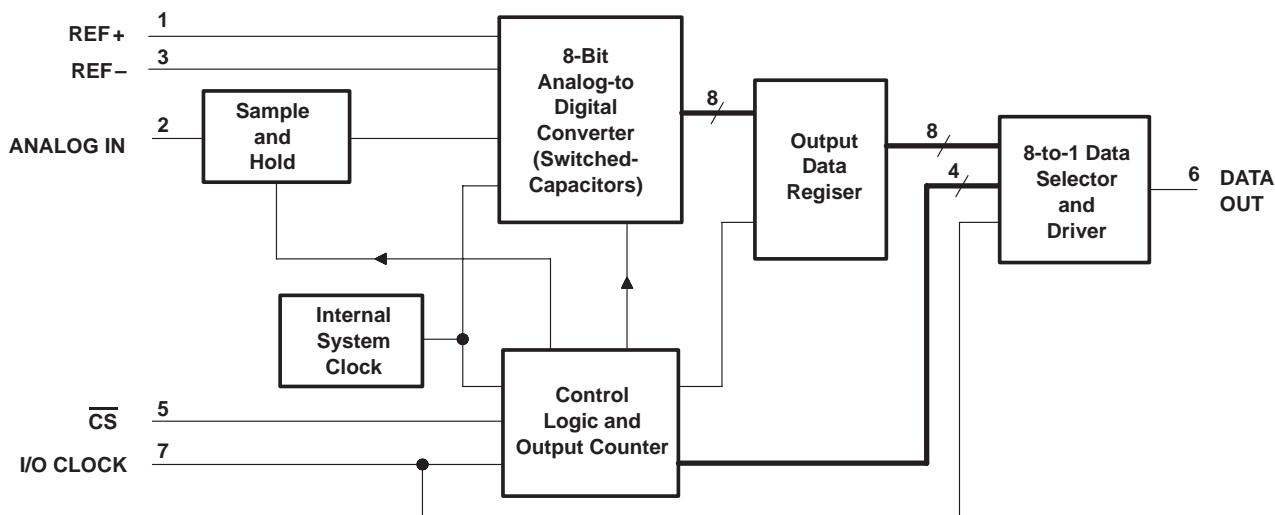 1
REF+
3
REF–
2
ANALOG IN
Sample
and
Hold
8-Bit
Analog-to
Digital
Converter
(Switched-
Capacitors)
8
Output
Data
Regiser
8
4
8-to-1 Data
Selector
and
Driver
6 DATA
OUT
Internal
System
Clock
Control
Logic and
Output Counter
5
CS
7
I/O CLOCK